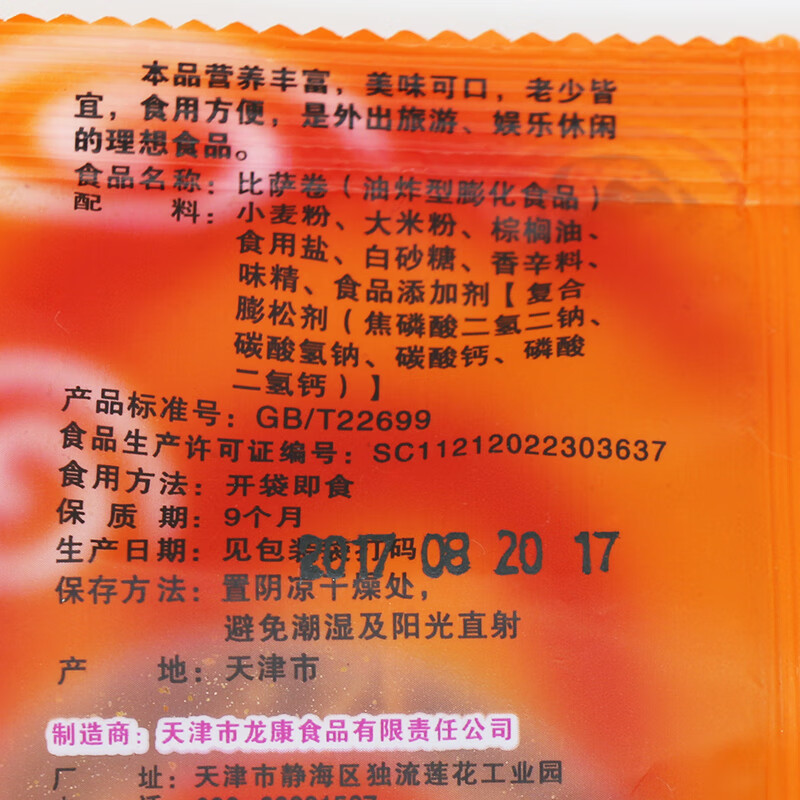 本品营养丰富，美味可口，老少皆
宜，食用方便，是外出旅游、娱乐休闲
的理想食品。
食品名称：比萨卷（油炸型膨化食品）
配 料：小麦粉、大米粉、棕榈油、
食用盐、白砂糖、香辛料、
味精、食品添加剂【复合
膨松剂（焦磷酸二氢二钠、
碳酸氢钠、碳酸钙、磷酸
二氢钙）】
产品标准号：GB/T22699
食品生产许可证编号：SC11212022303637
食用方法：开袋即食
保 质 期：9个月
生产日期：见包装袋打码
2017 08 20 17
保存方法：置阴凉干燥处，
避免潮湿及阳光直射
产 地：天津市
制造商：天津市龙康食品有限责任公司
厂 址：天津市静海区独流莲花工业园